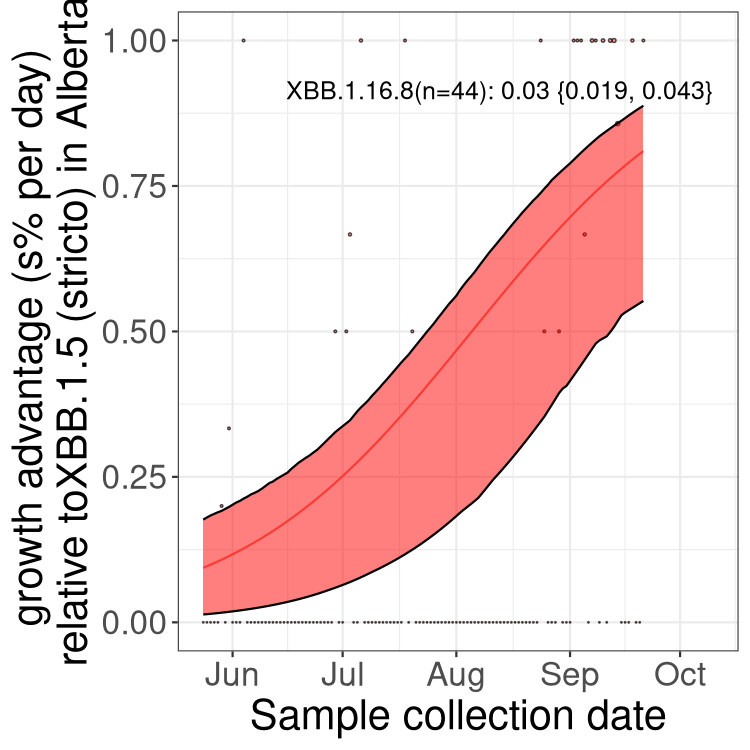 growth advantage (s% per day)
relative toXBB.1.5 (stricto) in Alberta
1.00
XBB.1.16.8(n=44): 0.03 {0.019, 0.043}
0.75
0.50
0.25
0.00
Jun Jul Aug Sep Oct
Sample collection date